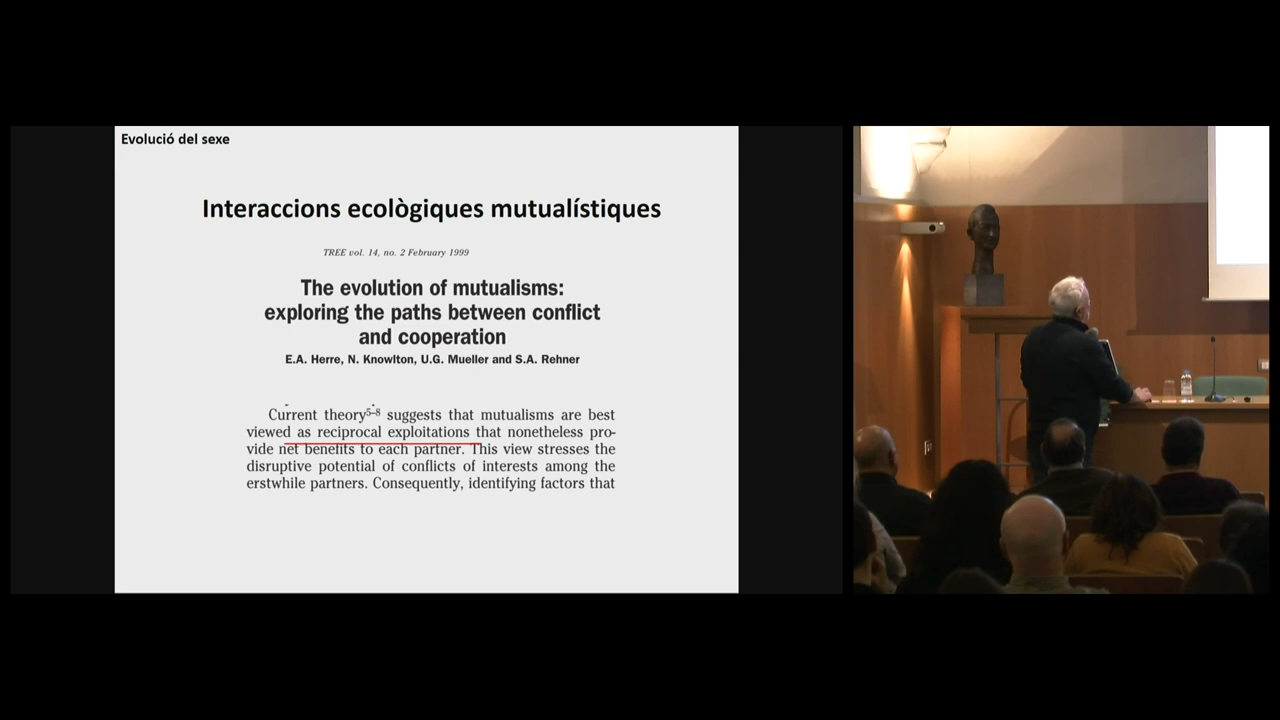 Evolució del sexe
Interaccions ecològiques mutualístiques
TREE vol. 14, no. 2 February 1999
The evolution of mutualisms:
exploring the paths between conflict
and cooperation
E.A. Herre, N. Knowlton, U.G. Mueller and S.A. Rehner
Current theory5–8 suggests that mutualisms are best
viewed as reciprocal exploitations that nonetheless pro-
vide net benefits to each partner. This view stresses the
disruptive potential of conflicts of interests among the
erstwhile partners. Consequently, identifying factors that